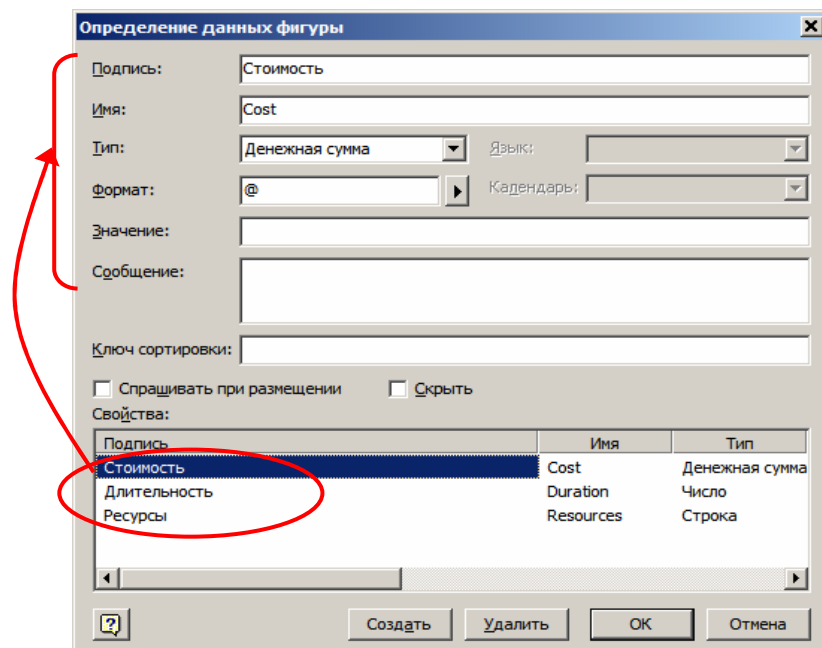 Определение данных фигуры
Подпись: Стоимость
Имя: Cost
Тип: Денежная сумма Язык:
Формат: @ Календарь:
Значение:
Сообщение:
Ключ сортировки:
Спрашивать при размещении Скрыть
Свойства:
Подпись Имя Тип
Стоимость Cost Денежная сумма
Длительность Duration Число
Ресурсы Resources Строка
Создать Удалить OK Отмена